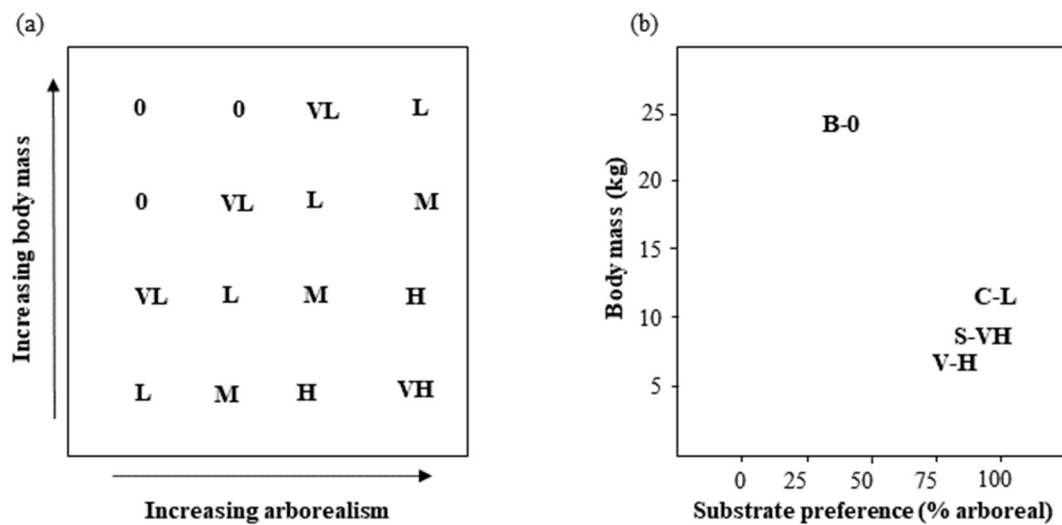 (a)
0 0 VL L
0 VL L M
VL L M H
L M H VH
Increasing body mass
Increasing arborealism
(b)
25
20
15
10
5
Body mass (kg)
B-0
C-L
S-VH
V-H
0 25 50 75 100
Substrate preference (% arboreal)